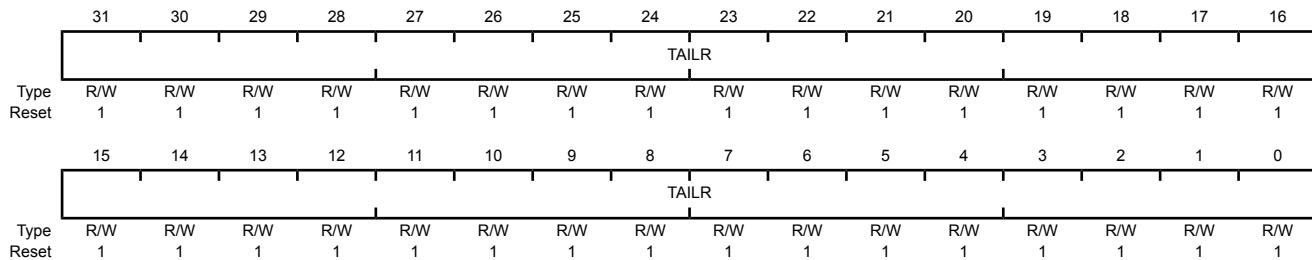 31 30 29 28 27 26 25 24 23 22 21 20 19 18 17 16
TAILR
Type R/W R/W R/W R/W R/W R/W R/W R/W R/W R/W R/W R/W R/W R/W R/W R/W
Reset 1 1 1 1 1 1 1 1 1 1 1 1 1 1 1 1
15 14 13 12 11 10 9 8 7 6 5 4 3 2 1 0
TAILR
Type R/W R/W R/W R/W R/W R/W R/W R/W R/W R/W R/W R/W R/W R/W R/W R/W
Reset 1 1 1 1 1 1 1 1 1 1 1 1 1 1 1 1